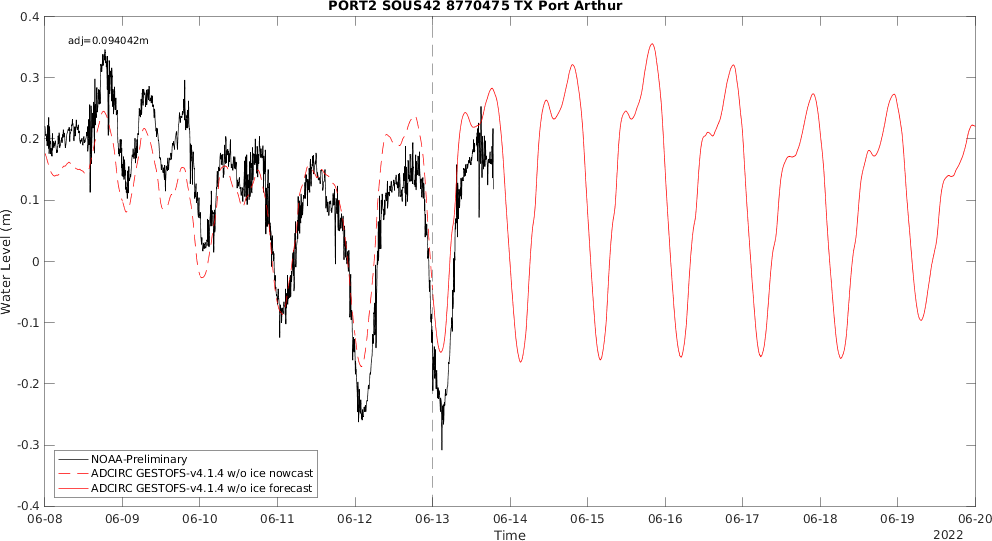 PORT2 SOUS42 8770475 TX Port Arthur
adj=0.094042m
0.4
0.3
0.2
0.1
0
-0.1
-0.2
-0.3
-0.4
Water Level (m)
NOAA-Preliminary
ADCIRC GESTOFS-v4.1.4 w/o ice nowcast
ADCIRC GESTOFS-v4.1.4 w/o ice forecast
06-08 06-09 06-10 06-11 06-12 06-13 06-14 06-15 06-16 06-17 06-18 06-19 06-20
Time
2022